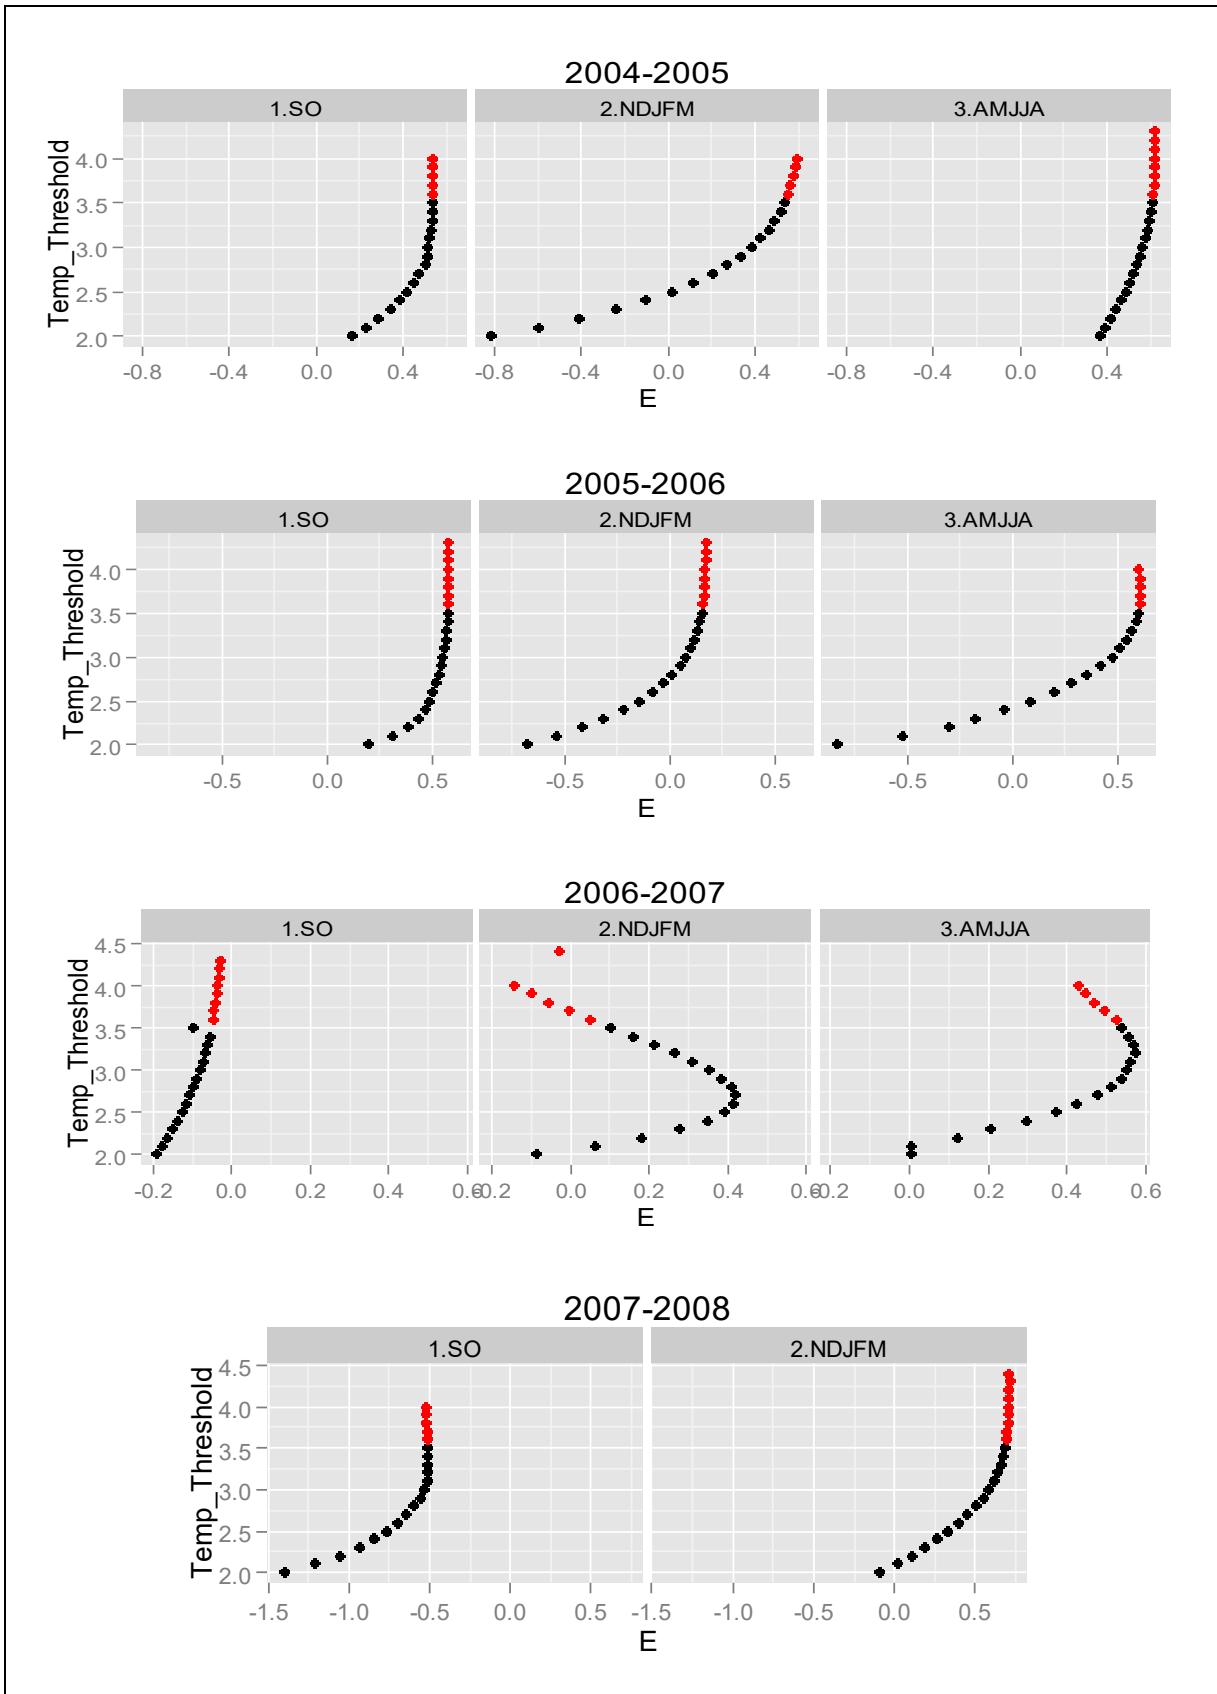 2004-2005
1.SO 2.NDJFM 3.AMJJA
Temp_Threshold
4.0
3.5
3.0
2.5
2.0
-0.8 -0.4 0.0 0.4 -0.8 -0.4 0.0 0.4 -0.8 -0.4 0.0 0.4
E
2005-2006
1.SO 2.NDJFM 3.AMJJA
Temp_Threshold
4.0
3.5
3.0
2.5
2.0
-0.5 0.0 0.5 -0.5 0.0 0.5 -0.5 0.0 0.5
E
2006-2007
1.SO 2.NDJFM 3.AMJJA
Temp_Threshold
4.5
4.0
3.5
3.0
2.5
2.0
-0.2 0.0 0.2 0.4 0.6 -0.2 0.0 0.2 0.4 0.6 -0.2 0.0 0.2 0.4 0.6
E
2007-2008
1.SO 2.NDJFM
Temp_Threshold
4.5
4.0
3.5
3.0
2.5
2.0
-1.5 -1.0 -0.5 0.0 0.5 -1.5 -1.0 -0.5 0.0 0.5
E